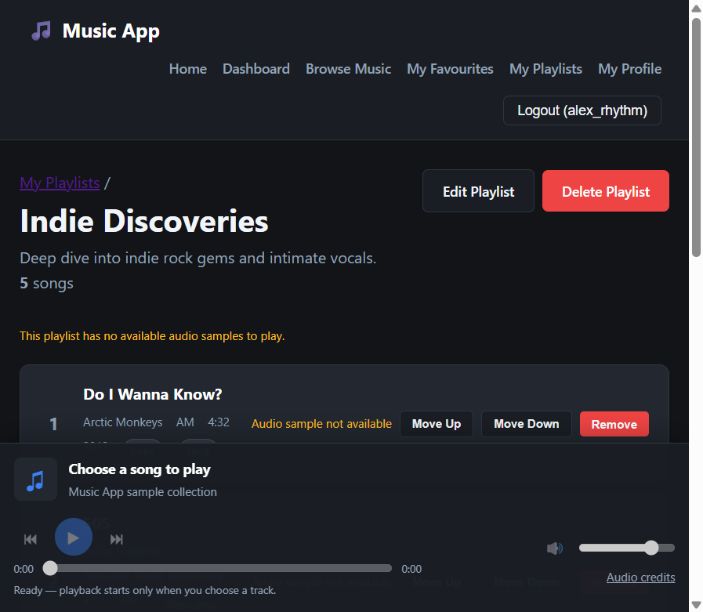 Music App
Home Dashboard Browse Music My Favourites My Playlists My Profile
Logout (alex_rhythm)
My Playlists /
Edit Playlist
Delete Playlist
Indie Discoveries
Deep dive into indie rock gems and intimate vocals.
5 songs
This playlist has no available audio samples to play.
Do I Wanna Know?
1 Arctic Monkeys AM 4:32 Audio sample not available Move Up Move Down Remove
Choose a song to play
Music App sample collection
0:00 0:00
Audio credits
Ready — playback starts only when you choose a track.